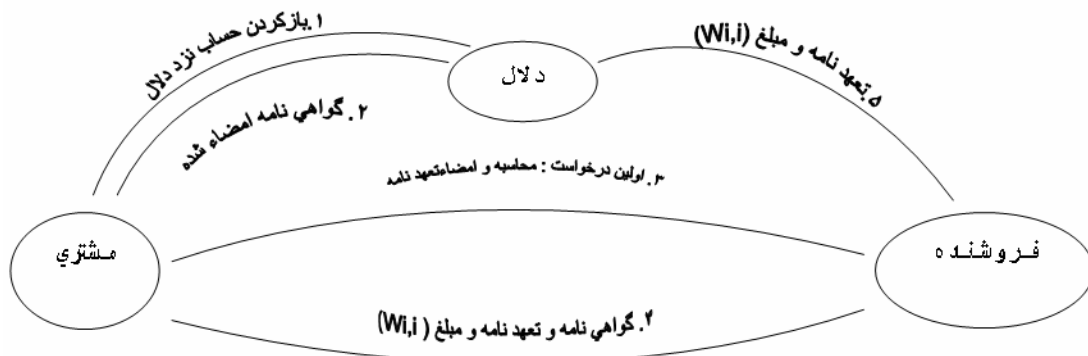 ۱.بازکردن حساب نزد دلال
۲. گواهي نامه امضاء شده
دلال
۵.تعهد نامه و مبلغ (Wi,i)
۳. اولين درخواست : محاسبه و امضاءتعهد نامه
مشتري
فروشنده
۴. گواهي نامه و تعهد نامه و مبلغ ( Wi,i)